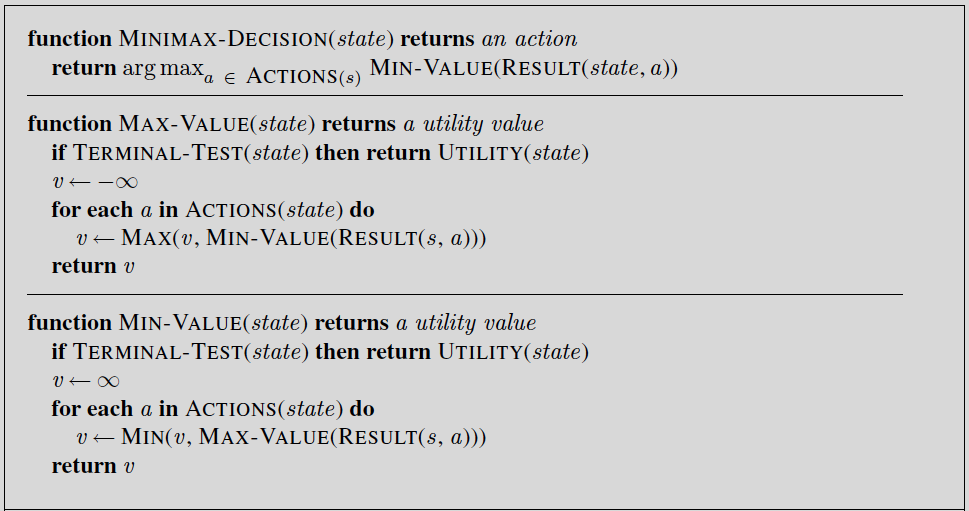 function MINIMAX-DECISION(state) returns an action
return arg max a ∈ ACTIONS(s) MIN-VALUE(RESULT(state, a))
function MAX-VALUE(state) returns a utility value
if TERMINAL-TEST(state) then return UTILITY(state)
v ← −∞
for each a in ACTIONS(state) do
v ← MAX(v, MIN-VALUE(RESULT(s, a)))
return v
function MIN-VALUE(state) returns a utility value
if TERMINAL-TEST(state) then return UTILITY(state)
v ← ∞
for each a in ACTIONS(state) do
v ← MIN(v, MAX-VALUE(RESULT(s, a)))
return v